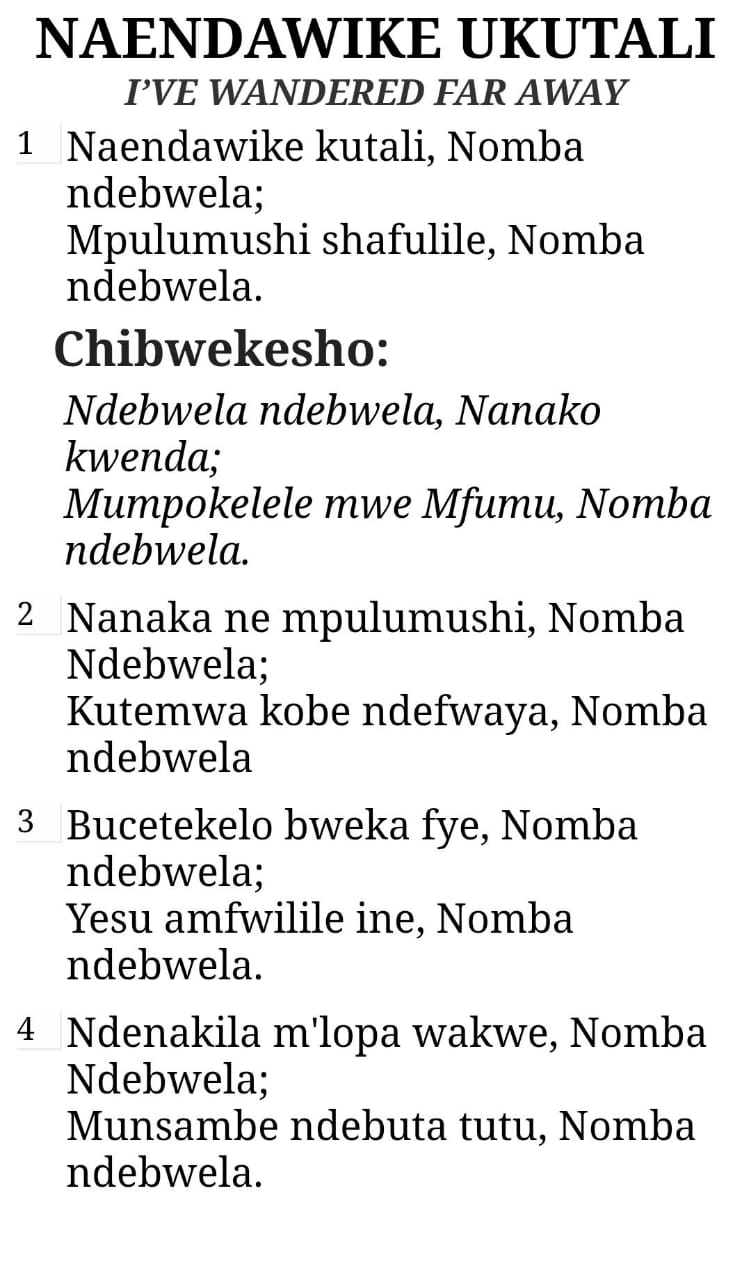 NAENDAWIKE UKUTALI
I’VE WANDERED FAR AWAY
1 Naendawike kutali, Nomba
ndebwela;
Mpulumushi shafulile, Nomba
ndebwela.
Chibwekesho:
Ndebwela ndebwela, Nanako
kwenda;
Mumpokelele mwe Mfumu, Nomba
ndebwela.
2 Nanaka ne mpulumushi, Nomba
Ndebwela;
Kutemwa kobe ndefwaya, Nomba
ndebwela
3 Bucetekelo bweka fye, Nomba
ndebwela;
Yesu amfwilile ine, Nomba
ndebwela.
4 Ndenakila m'lopa wakwe, Nomba
Ndebwela;
Munsambe ndebuta tutu, Nomba
ndebwela.